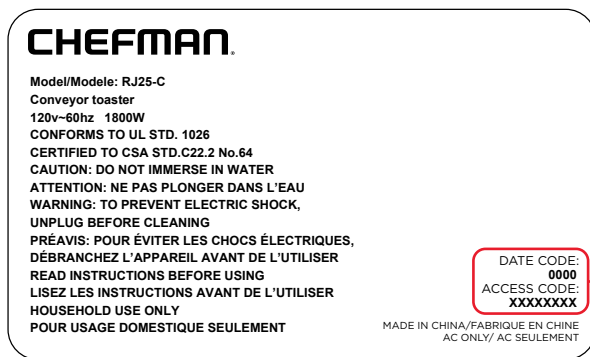 CHEFMAN.
Model/Modele: RJ25-C
Conveyor toaster
120v~60hz 1800W
CONFORMS TO UL STD. 1026
CERTIFIED TO CSA STD.C22.2 No.64
CAUTION: DO NOT IMMERSE IN WATER
ATTENTION: NE PAS PLONGER DANS L’EAU
WARNING: TO PREVENT ELECTRIC SHOCK,
UNPLUG BEFORE CLEANING
PRÉAVIS: POUR ÉVITER LES CHOCS ÉLECTRIQUES,
DÉBRANCHEZ L’APPAREIL AVANT DE L’UTILISER
READ INSTRUCTIONS BEFORE USING
LISEZ LES INSTRUCTIONS AVANT DE L’UTILISER
HOUSEHOLD USE ONLY
POUR USAGE DOMESTIQUE SEULEMENT
DATE CODE:
0000
ACCESS CODE:
XXXXXXXX
MADE IN CHINA/FABRIQUE EN CHINE
AC ONLY/ AC SEULEMENT